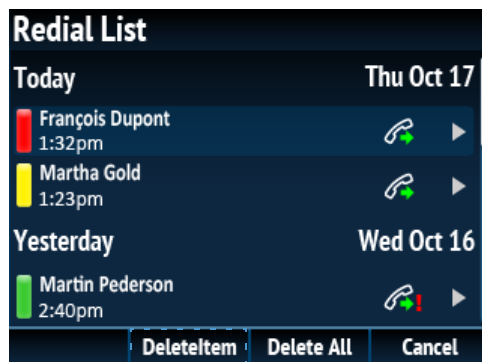 Redial List
Today Thu Oct 17
François Dupont
1:32pm
Martha Gold
1:23pm
Yesterday Wed Oct 16
Martin Pederson
2:40pm
DeleteItem Delete All Cancel